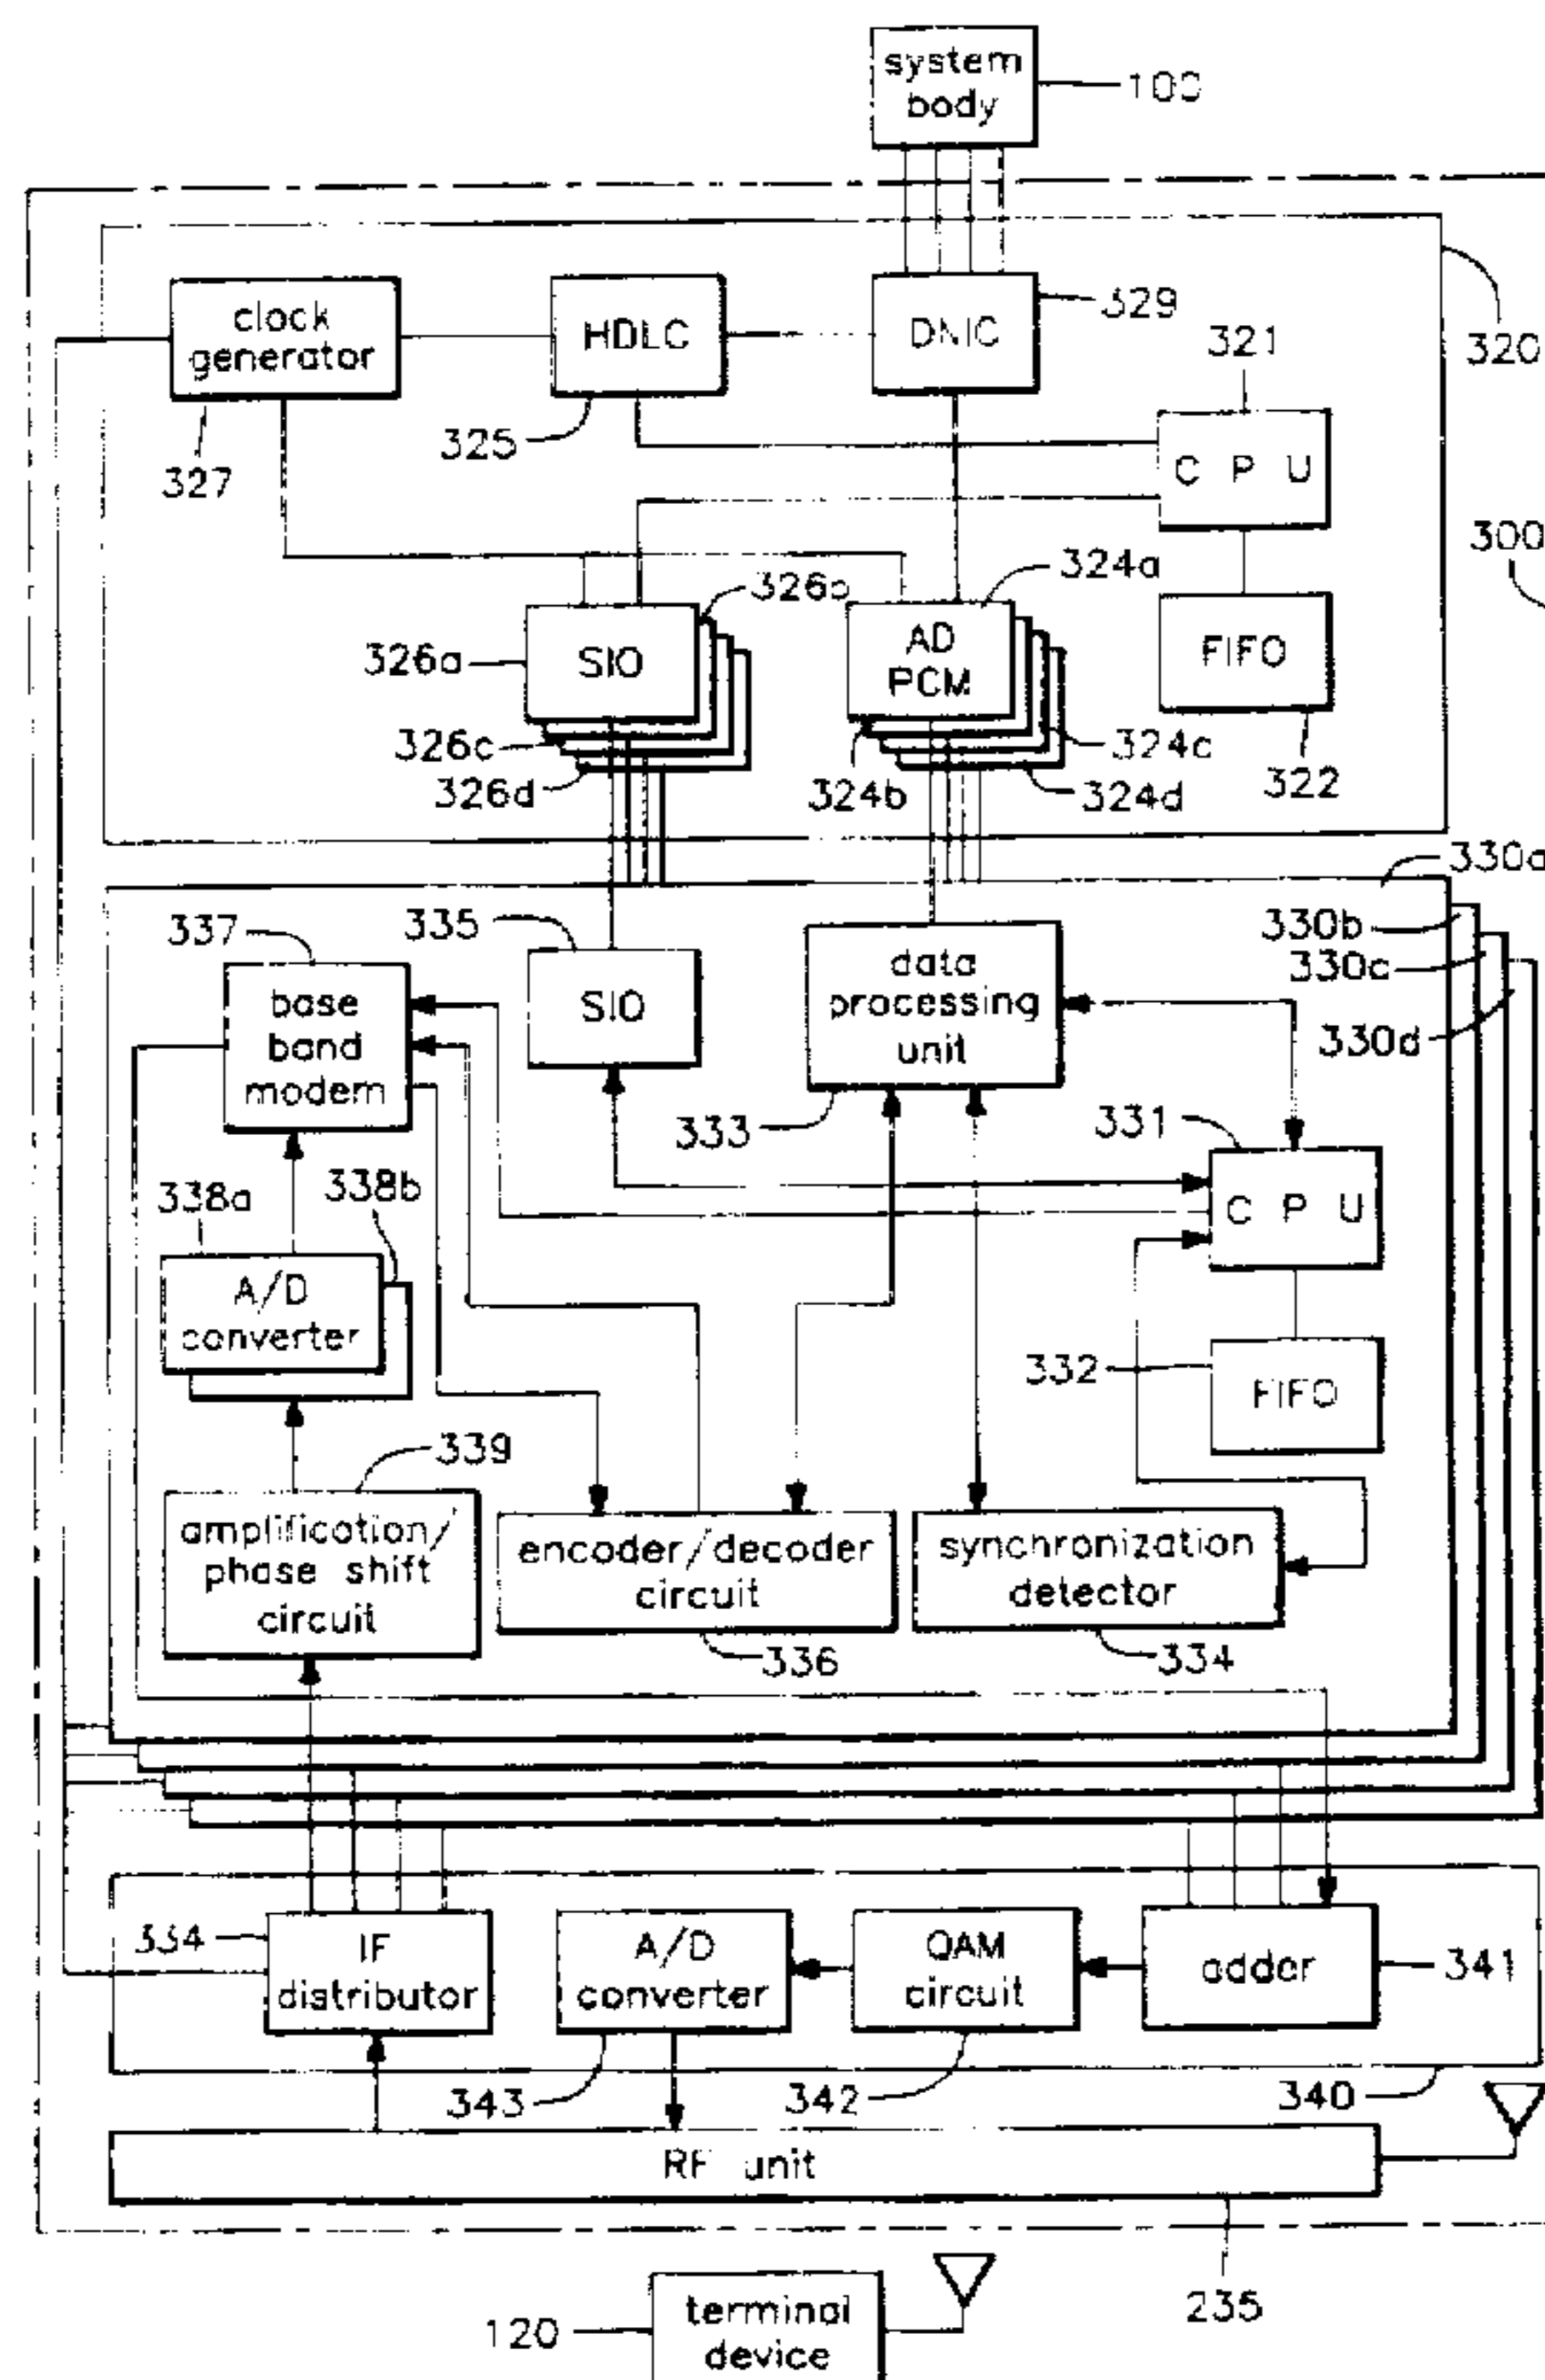 system
body
100
clock
generator
HDLC
DNIC
329
320
321
325
327
C P U
300
324a
326b
326a
SIO
AD
PCM
FIFO
326c
324c
326d
324b
324d
322
330a
337
335
330b
330c
330d
base
band
modem
SIO
data
processing
unit
333
331
338a
338b
C P U
A/D
converter
332
FIFO
339
amplification/
phase shift
circuit
encoder/decoder
circuit
synchronization
detector
336
334
334
IF
distributor
A/D
converter
QAM
circuit
adder
341
343
342
340
RF unit
235
120
terminal
device